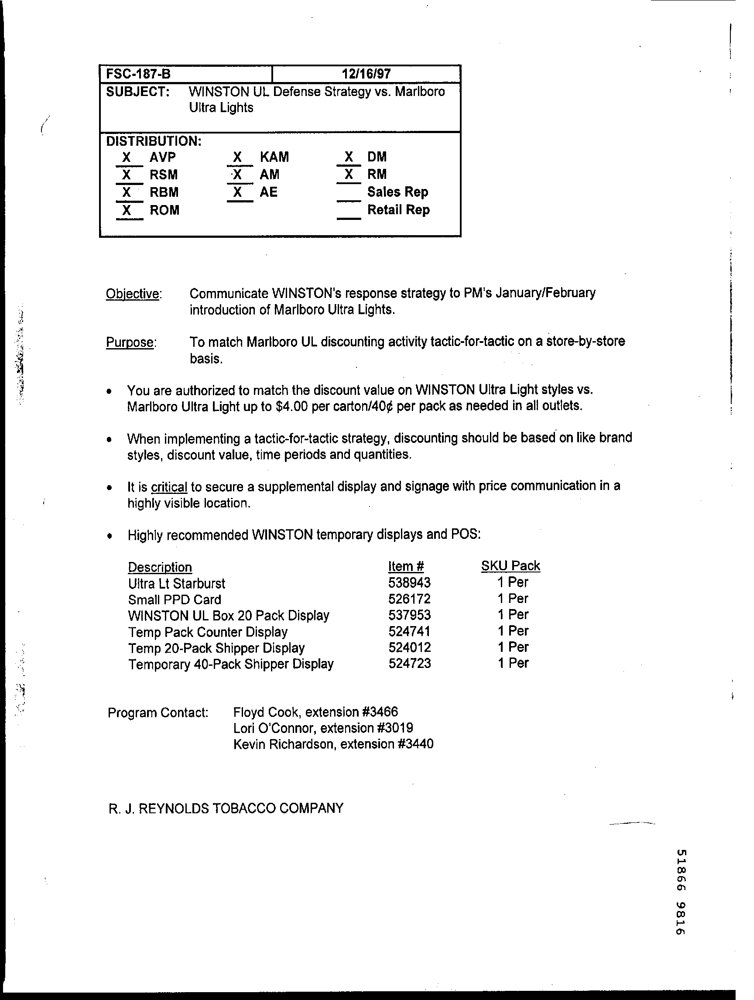 FSC-187-B 12/16/97
SUBJECT: WINSTON UL Defense Strategy vs. Marlboro
Ultra Lights
DISTRIBUTION:
X AVP X KAM X DM
X RSM X AM X RM
X RBM X AE Sales Rep
X ROM Retail Rep
Objective: Communicate WINSTON's response strategy to PM's January/February
introduction of Marlboro Ultra Lights.
Purpose: To match Marlboro UL discounting activity tactic-for-tactic on a store-by-store
basis.
• You are authorized to match the discount value on WINSTON Ultra Light styles vs.
Marlboro Ultra Light up to $4.00 per carton/40¢ per pack as needed in all outlets.
• When implementing a tactic-for-tactic strategy, discounting should be based on like brand
styles, discount value, time periods and quantities.
• It is critical to secure a supplemental display and signage with price communication in a
highly visible location.
• Highly recommended WINSTON temporary displays and POS:
Description Item # SKU Pack
Ultra Lt Starburst 538943 1 Per
Small PPD Card 526172 1 Per
WINSTON UL Box 20 Pack Display 537953 1 Per
Temp Pack Counter Display 524741 1 Per
Temp 20-Pack Shipper Display 524012 1 Per
Temporary 40-Pack Shipper Display 524723 1 Per
Program Contact: Floyd Cook, extension #3466
Lori O'Connor, extension #3019
Kevin Richardson, extension #3440
R. J. REYNOLDS TOBACCO COMPANY
51866 9816